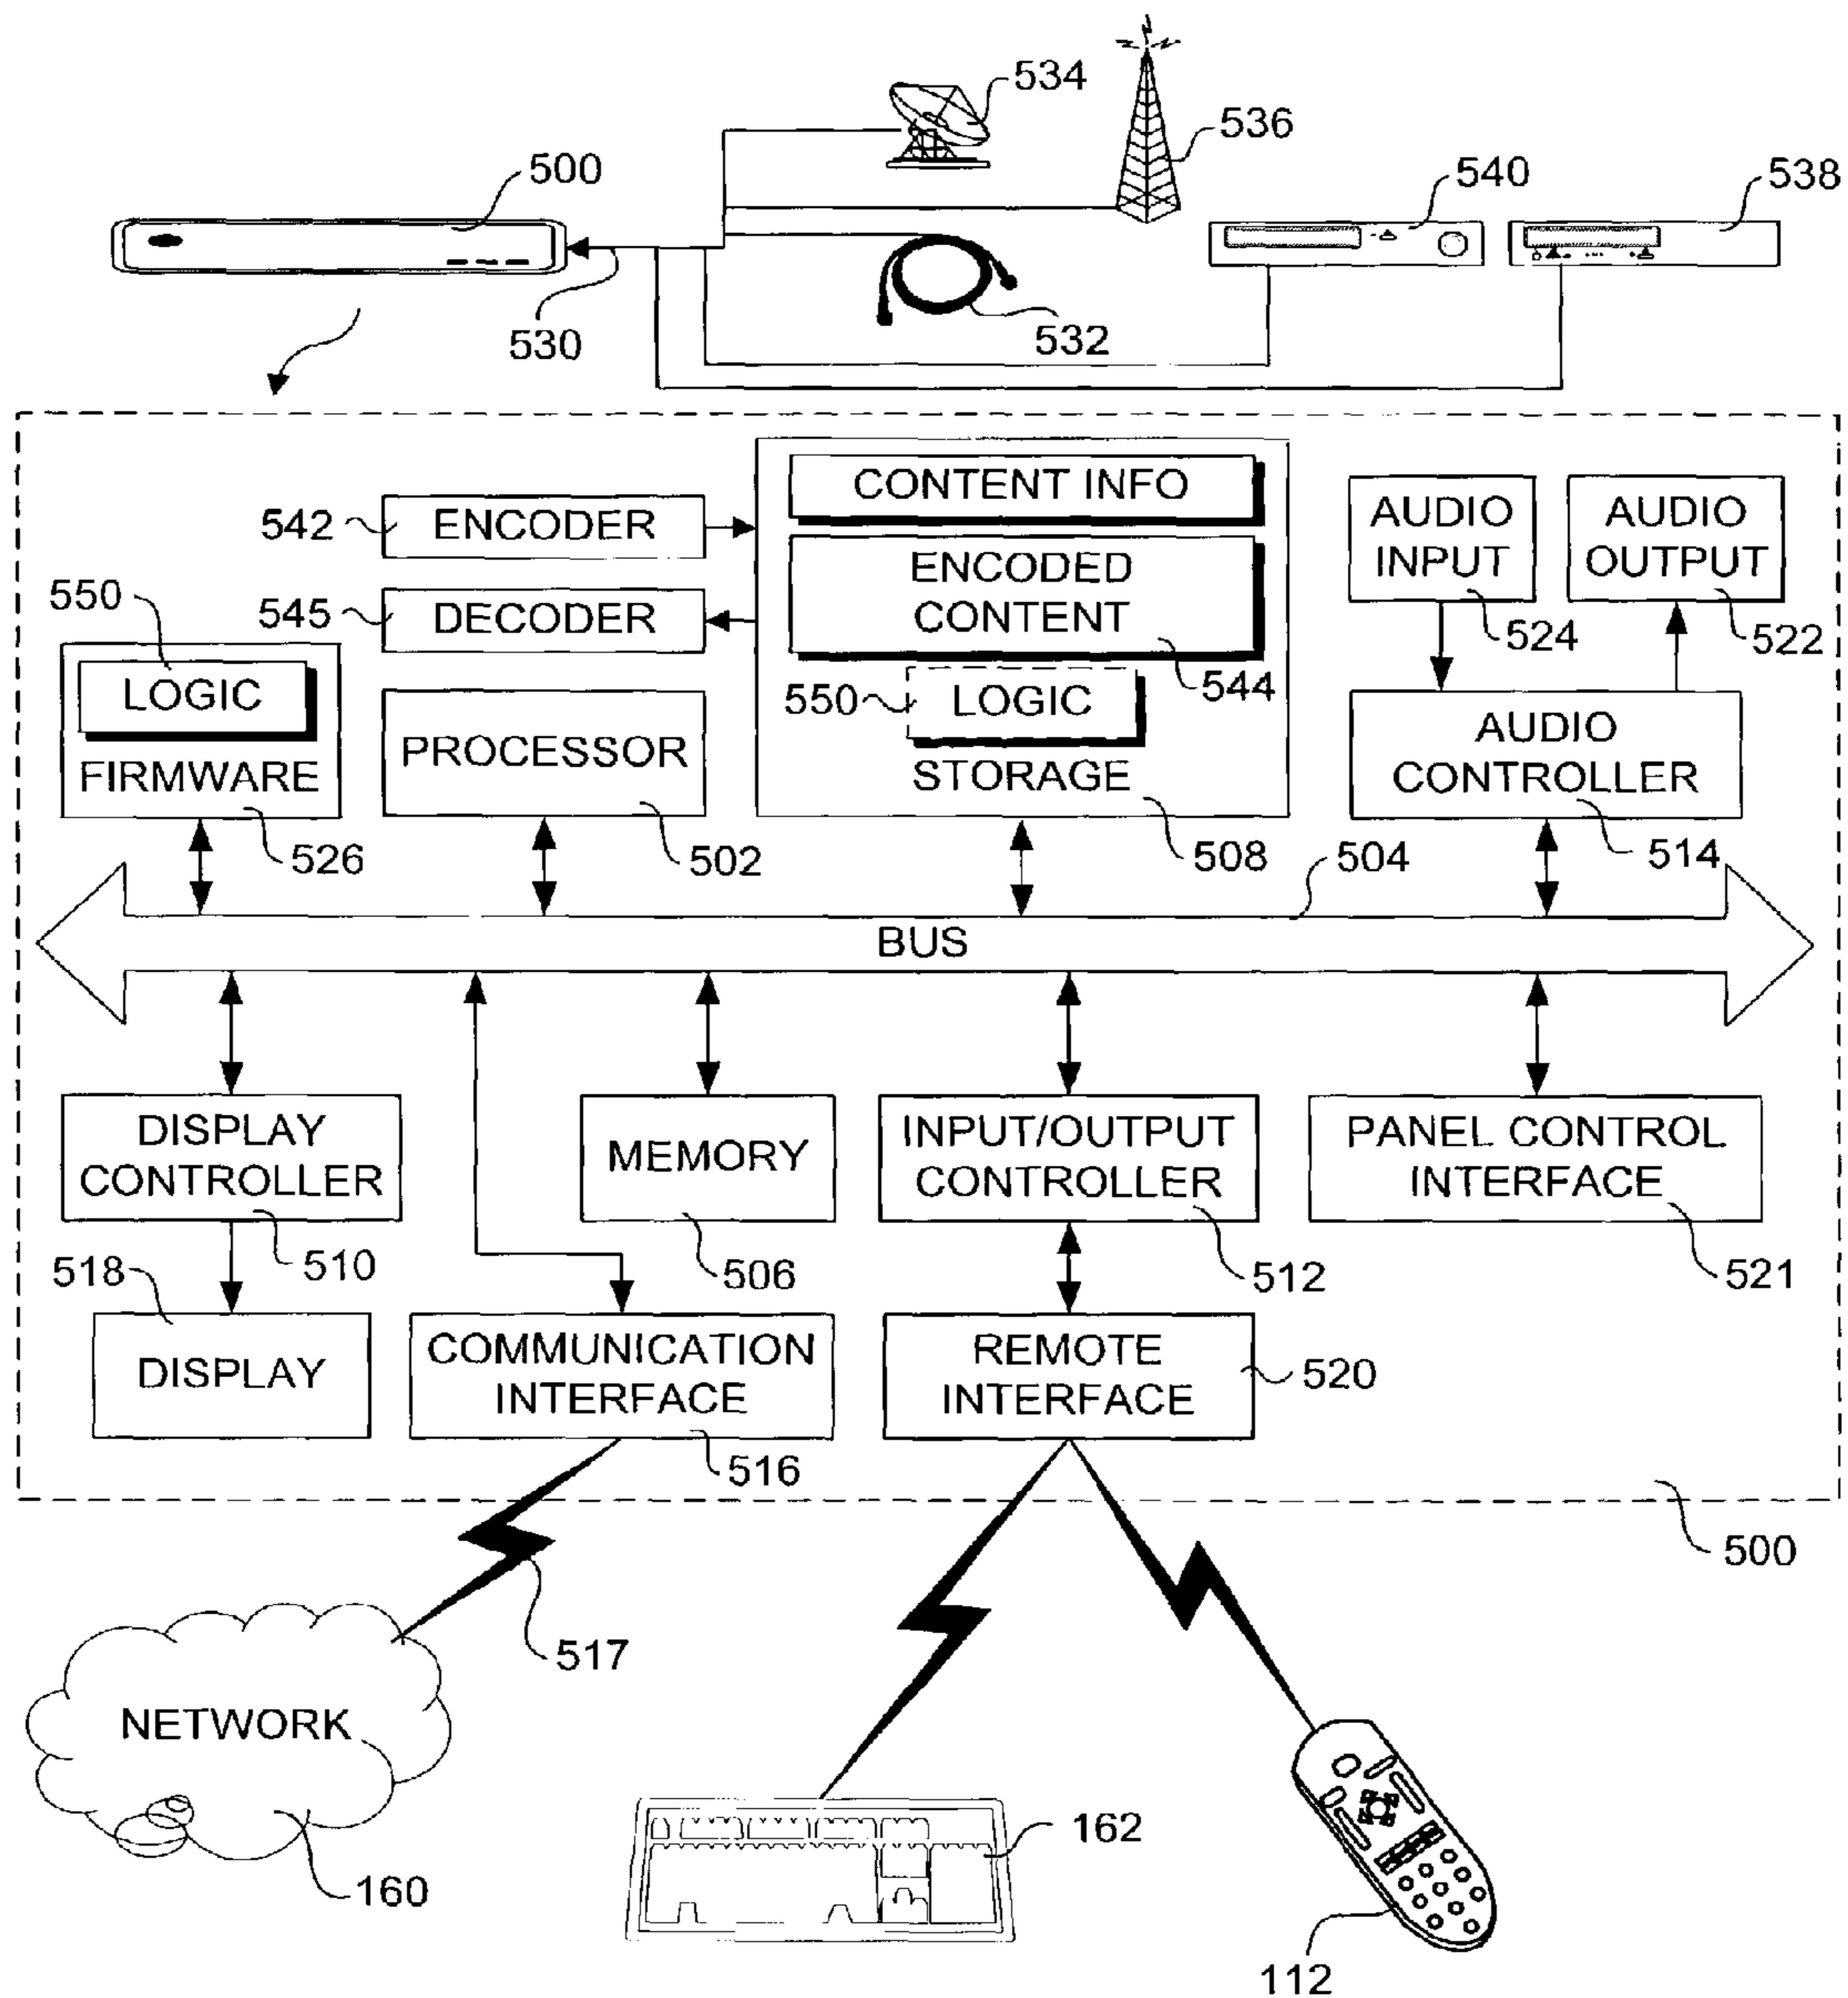 534
536
500
540
538
530
532
CONTENT INFO
542
ENCODER
ENCODED
CONTENT
AUDIO
INPUT
AUDIO
OUTPUT
550
545
DECODER
524
522
LOGIC
FIRMWARE
PROCESSOR
550
LOGIC
544
STORAGE
AUDIO
CONTROLLER
526
502
508
504
514
BUS
DISPLAY
CONTROLLER
MEMORY
INPUT/OUTPUT
CONTROLLER
PANEL CONTROL
INTERFACE
518
510
506
512
521
DISPLAY
COMMUNICATION
INTERFACE
REMOTE
INTERFACE
520
516
500
517
NETWORK
160
162
112